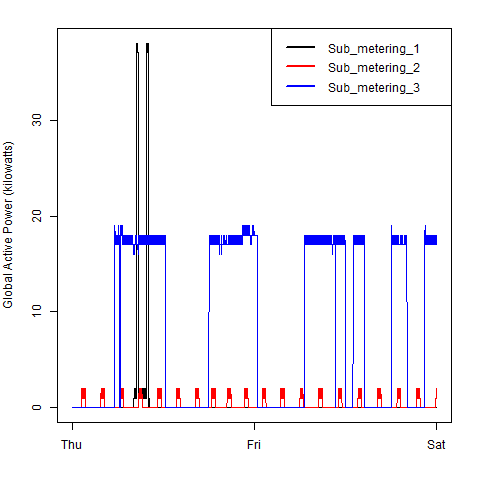 Sub_metering_1
Sub_metering_2
Sub_metering_3
Global Active Power (kilowatts)
30
20
10
0
Thu Fri Sat